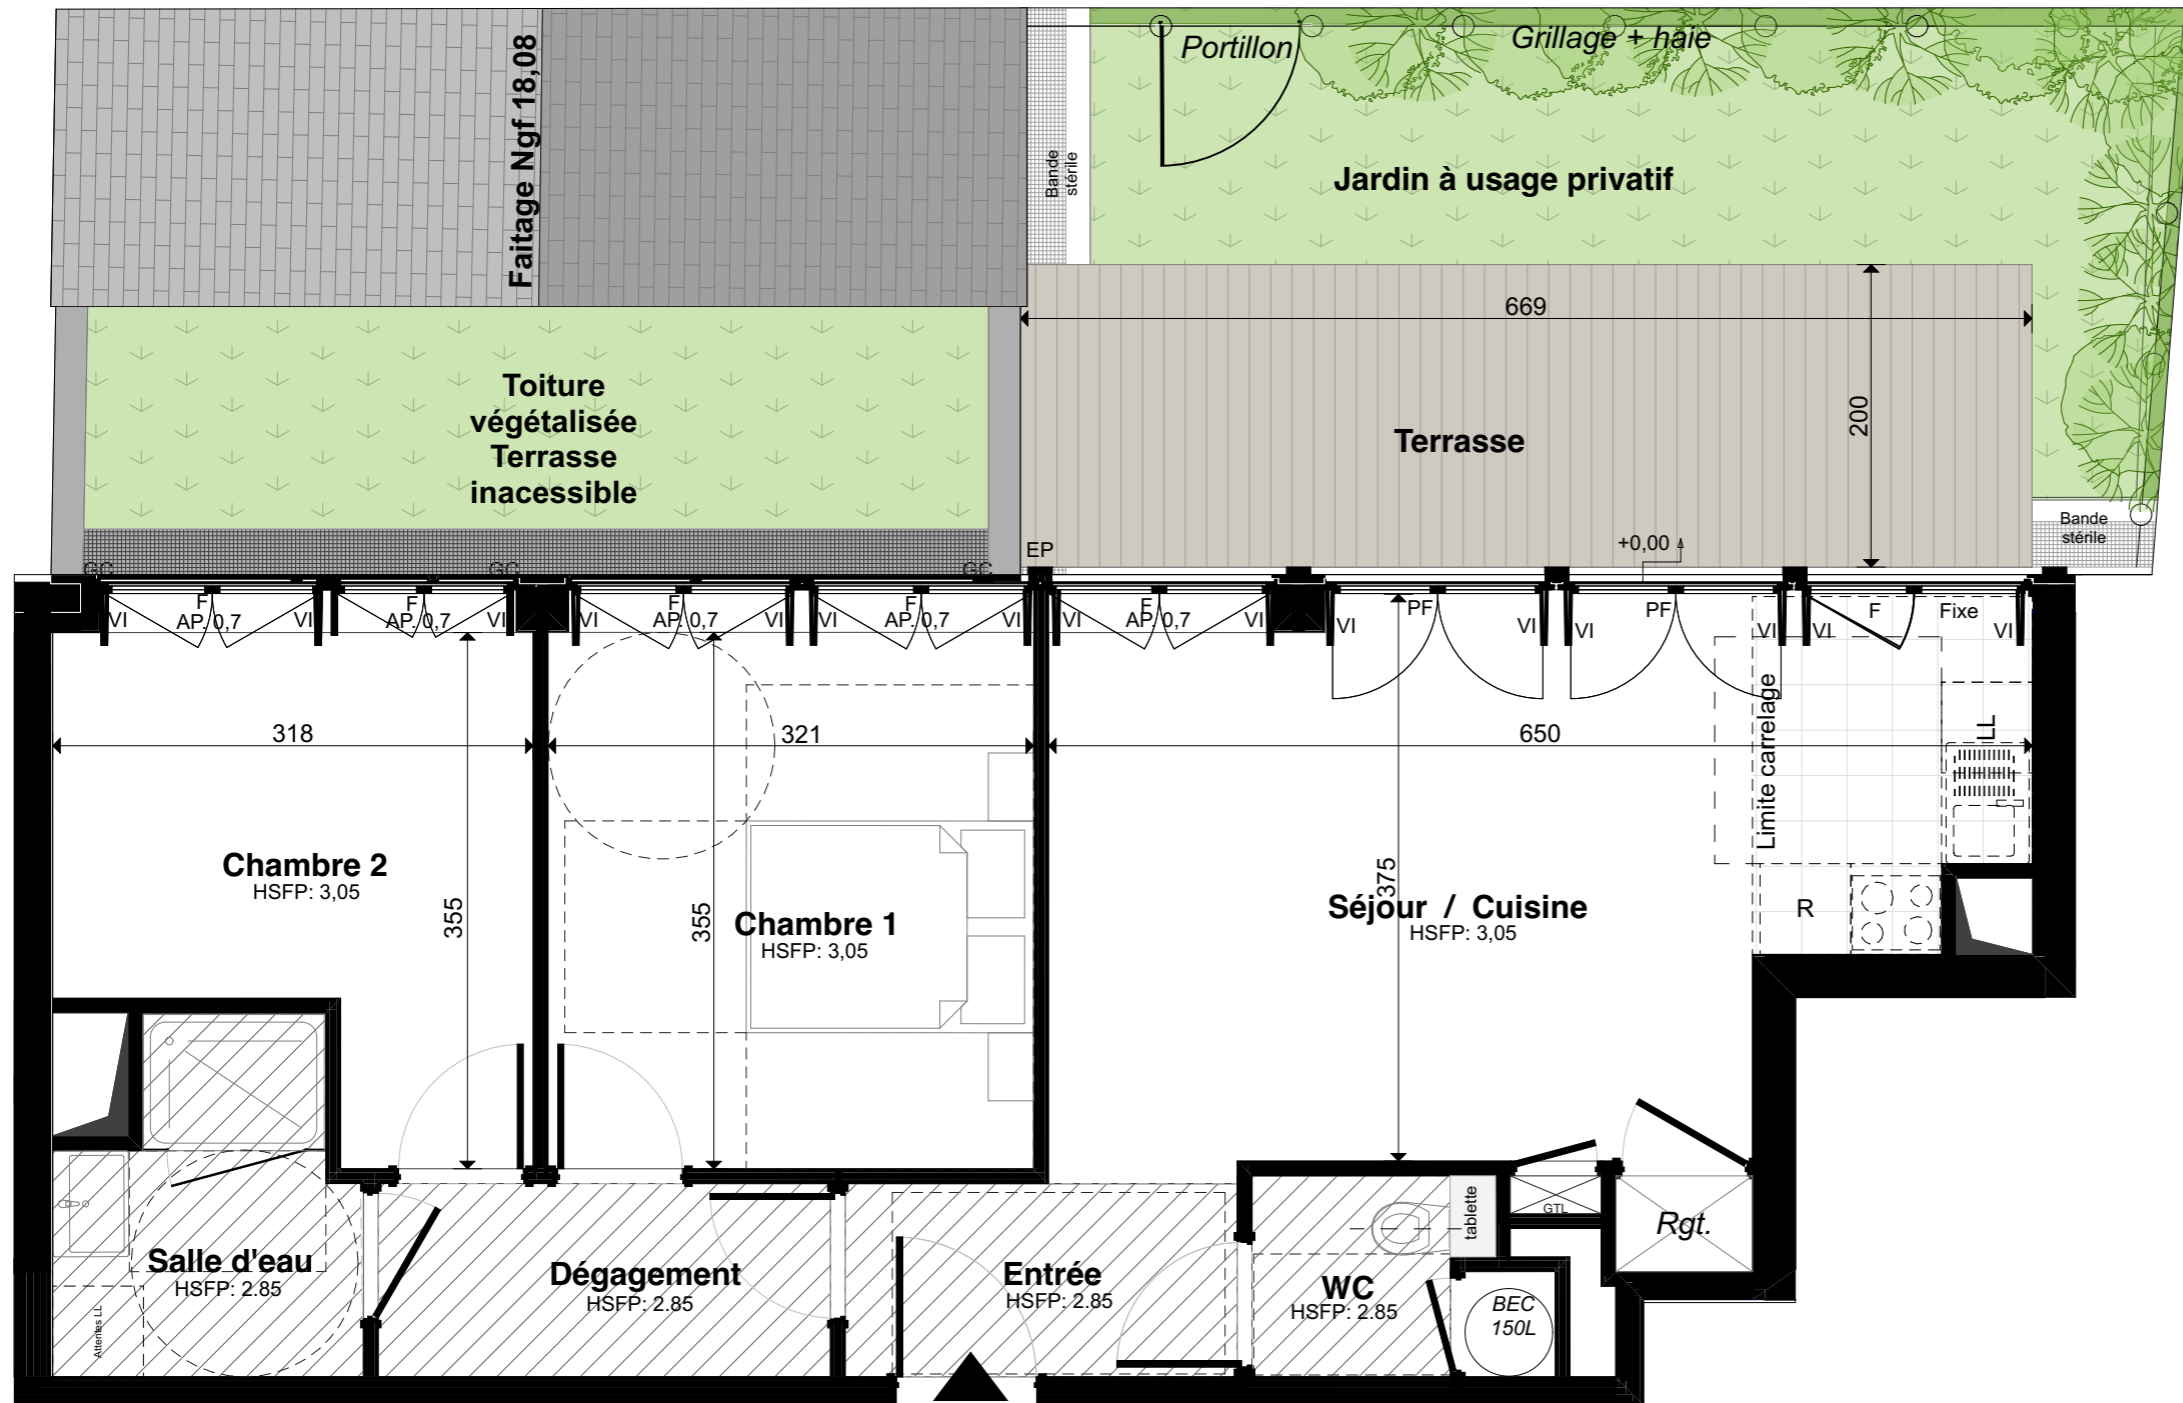 Faitage Ngf 18,08
Portillon
Grillage + haie
Bande
stérile
Jardin à usage privatif
669
200
Toiture
végétalisée
Terrasse
inacessible
Terrasse
+0,00
Bande
stérile
EP
GC
GC
GC
VI
F
AP. 0,7
VI
F
AP. 0,7
VI
VI
F
AP. 0,7
VI
VI
F
AP. 0,7
VI
VI
F
AP. 0,7
VI
VI
PF
VI
VI
PF
VI
VI
F
Fixe
VI
318
321
650
Limite carrelage
LL
Chambre 2
HSFP: 3,05
355
355
Chambre 1
HSFP: 3,05
375
Séjour / Cuisine
HSFP: 3,05
R
Salle d'eau
HSFP: 2.85
Attentes LL
Dégagement
HSFP: 2.85
Entrée
HSFP: 2.85
WC
HSFP: 2.85
tablette
GTL
Rgt.
BEC
150L